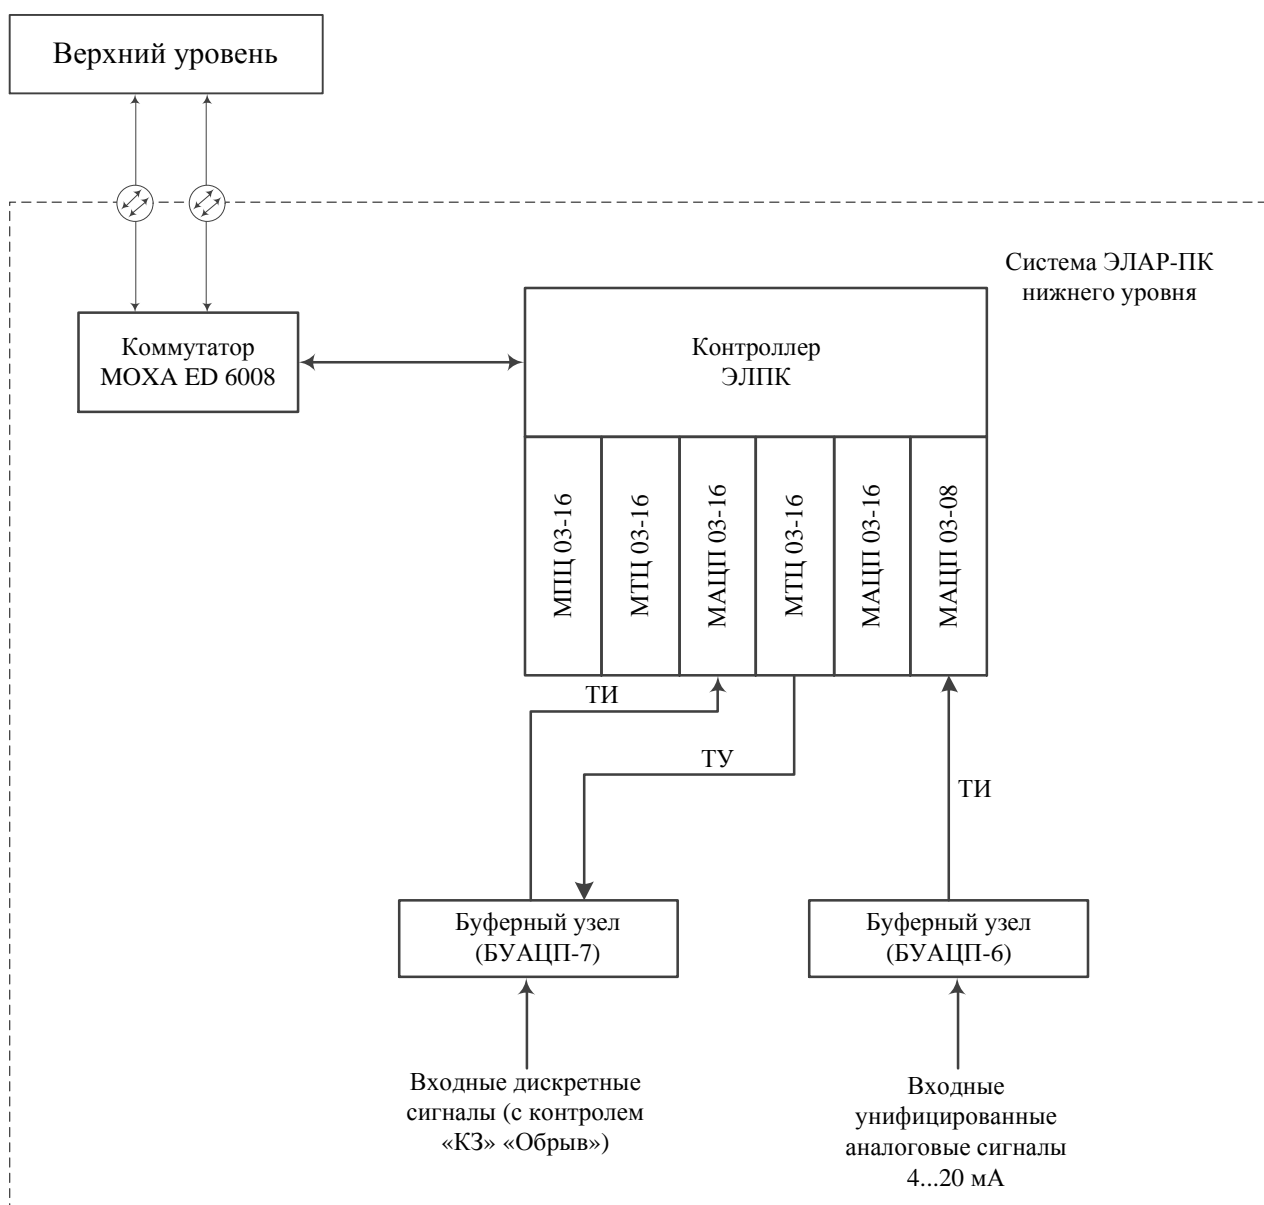 Верхний уровень
Система ЭЛАР-ПК
нижнего уровня
Коммутатор
MOXA ED 6008
Контроллер
ЭЛПК
МПЦ 03-16
МТЦ 03-16
МАЦП 03-16
МТЦ 03-16
МАЦП 03-16
МАЦП 03-08
ТИ
ТУ
ТИ
Буферный узел
(БУАЦП-7)
Буферный узел
(БУАЦП-6)
Входные дискретные
сигналы (с контролем
«КЗ» «Обрыв»)
Входные
унифицированные
аналоговые сигналы
4...20 мА